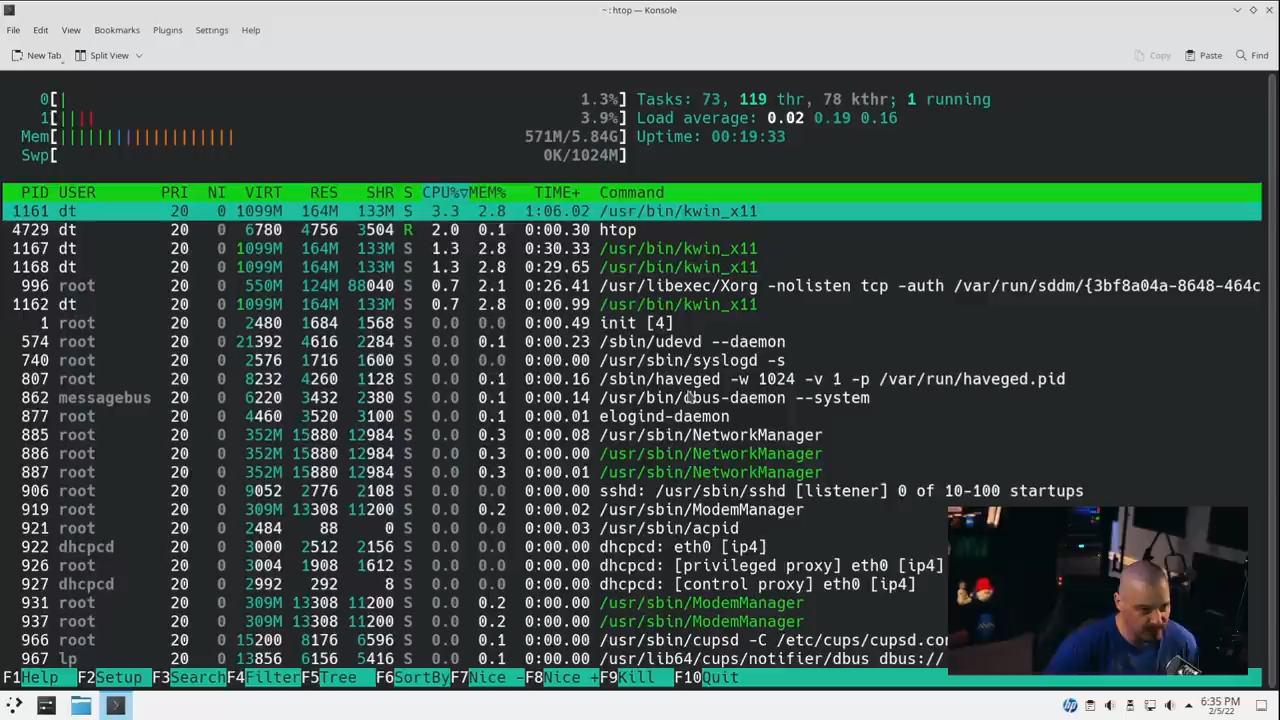 ~ : htop — Konsole
File Edit View Bookmarks Plugins Settings Help
New Tab Split View Copy Paste Find
0[| 1.3%] Tasks: 73, 119 thr, 78 kthr; 1 running
1[|||| 3.9%] Load average: 0.02 0.19 0.16
Mem[||||||||||||||||||||| 571M/5.84G] Uptime: 00:19:33
Swp[ 0K/1024M]
PID USER PRI NI VIRT RES SHR S CPU%▽MEM% TIME+ Command
1161 dt 20 0 1099M 164M 133M S 3.3 2.8 1:06.02 /usr/bin/kwin_x11
4729 dt 20 0 6780 4756 3504 R 2.0 0.1 0:00.30 htop
1167 dt 20 0 1099M 164M 133M S 1.3 2.8 0:30.33 /usr/bin/kwin_x11
1168 dt 20 0 1099M 164M 133M S 1.3 2.8 0:29.65 /usr/bin/kwin_x11
996 root 20 0 550M 124M 88040 S 0.7 2.1 0:26.41 /usr/libexec/Xorg -nolisten tcp -auth /var/run/sddm/{3bf8a04a-8648-464c
1162 dt 20 0 1099M 164M 133M S 0.7 2.8 0:00.99 /usr/bin/kwin_x11
1 root 20 0 2480 1684 1568 S 0.0 0.0 0:00.49 init [4]
574 root 20 0 21392 4616 2284 S 0.0 0.1 0:00.23 /sbin/udevd --daemon
740 root 20 0 2576 1716 1600 S 0.0 0.0 0:00.00 /usr/sbin/syslogd -s
807 root 20 0 8232 4260 1128 S 0.0 0.1 0:00.16 /sbin/haveged -w 1024 -v 1 -p /var/run/haveged.pid
862 messagebus 20 0 6220 3432 2380 S 0.0 0.1 0:00.14 /usr/bin/dbus-daemon --system
877 root 20 0 4460 3520 3100 S 0.0 0.1 0:00.01 elogind-daemon
885 root 20 0 352M 15880 12984 S 0.0 0.3 0:00.08 /usr/sbin/NetworkManager
886 root 20 0 352M 15880 12984 S 0.0 0.3 0:00.00 /usr/sbin/NetworkManager
887 root 20 0 352M 15880 12984 S 0.0 0.3 0:00.01 /usr/sbin/NetworkManager
906 root 20 0 9052 2776 2108 S 0.0 0.0 0:00.00 sshd: /usr/sbin/sshd [listener] 0 of 10-100 startups
919 root 20 0 309M 13308 11200 S 0.0 0.2 0:00.02 /usr/sbin/ModemManager
921 root 20 0 2484 88 0 S 0.0 0.0 0:00.03 /usr/sbin/acpid
922 dhcpcd 20 0 3000 2512 2156 S 0.0 0.0 0:00.00 dhcpcd: eth0 [ip4]
926 root 20 0 3004 1908 1612 S 0.0 0.0 0:00.00 dhcpcd: [privileged proxy] eth0 [ip4]
927 dhcpcd 20 0 2992 292 8 S 0.0 0.0 0:00.00 dhcpcd: [control proxy] eth0 [ip4]
931 root 20 0 309M 13308 11200 S 0.0 0.2 0:00.00 /usr/sbin/ModemManager
937 root 20 0 309M 13308 11200 S 0.0 0.2 0:00.00 /usr/sbin/ModemManager
966 root 20 0 15200 8176 6596 S 0.0 0.1 0:00.00 /usr/sbin/cupsd -C /etc/cups/cupsd.co
967 lp 20 0 13856 6156 5416 S 0.0 0.1 0:00.00 /usr/lib64/cups/notifier/dbus dbus://
F1Help F2Setup F3SearchF4FilterF5Tree F6SortByF7Nice -F8Nice +F9Kill F10Quit
6:35 PM
2/5/22